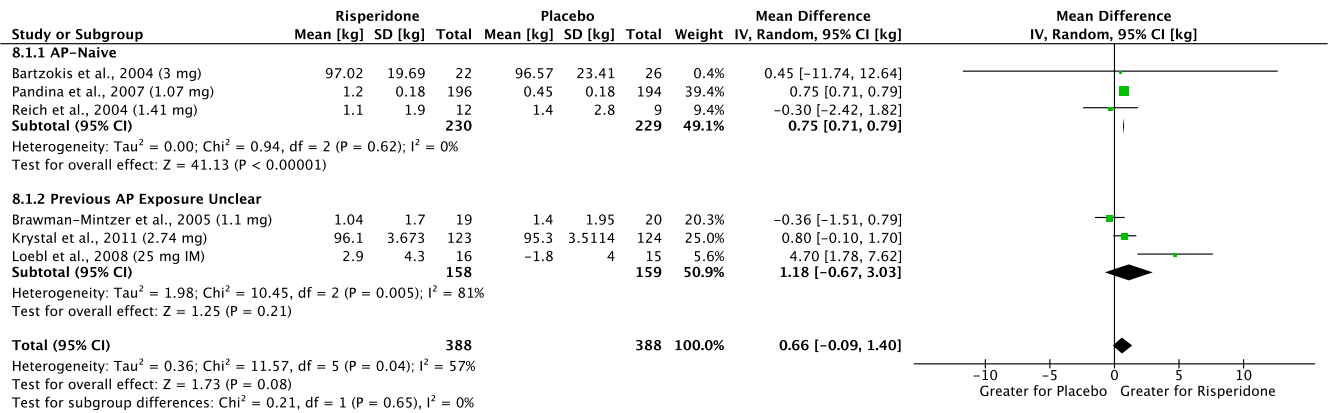 Risperidone Placebo Mean Difference Mean Difference
Study or Subgroup Mean [kg] SD [kg] Total Mean [kg] SD [kg] Total Weight IV, Random, 95% CI [kg] IV, Random, 95% CI [kg]
8.1.1 AP-Naive
Bartzokis et al., 2004 (3 mg) 97.02 19.69 22 96.57 23.41 26 0.4% 0.45 [-11.74, 12.64]
Pandina et al., 2007 (1.07 mg) 1.2 0.18 196 0.45 0.18 194 39.4% 0.75 [0.71, 0.79]
Reich et al., 2004 (1.41 mg) 1.1 1.9 12 1.4 2.8 9 9.4% -0.30 [-2.42, 1.82]
Subtotal (95% CI) 230 229 49.1% 0.75 [0.71, 0.79]
Heterogeneity: Tau² = 0.00; Chi² = 0.94, df = 2 (P = 0.62); I² = 0%
Test for overall effect: Z = 41.13 (P < 0.00001)
8.1.2 Previous AP Exposure Unclear
Brawman-Mintzer et al., 2005 (1.1 mg) 1.04 1.7 19 1.4 1.95 20 20.3% -0.36 [-1.51, 0.79]
Krystal et al., 2011 (2.74 mg) 96.1 3.673 123 95.3 3.5114 124 25.0% 0.80 [-0.10, 1.70]
Loebl et al., 2008 (25 mg IM) 2.9 4.3 16 -1.8 4 15 5.6% 4.70 [1.78, 7.62]
Subtotal (95% CI) 158 159 50.9% 1.18 [-0.67, 3.03]
Heterogeneity: Tau² = 1.98; Chi² = 10.45, df = 2 (P = 0.005); I² = 81%
Test for overall effect: Z = 1.25 (P = 0.21)
Total (95% CI) 388 388 100.0% 0.66 [-0.09, 1.40]
Heterogeneity: Tau² = 0.36; Chi² = 11.57, df = 5 (P = 0.04); I² = 57%
Test for overall effect: Z = 1.73 (P = 0.08)
Test for subgroup differences: Chi² = 0.21, df = 1 (P = 0.65), I² = 0%
-10 -5 0 5 10
Greater for Placebo Greater for Risperidone